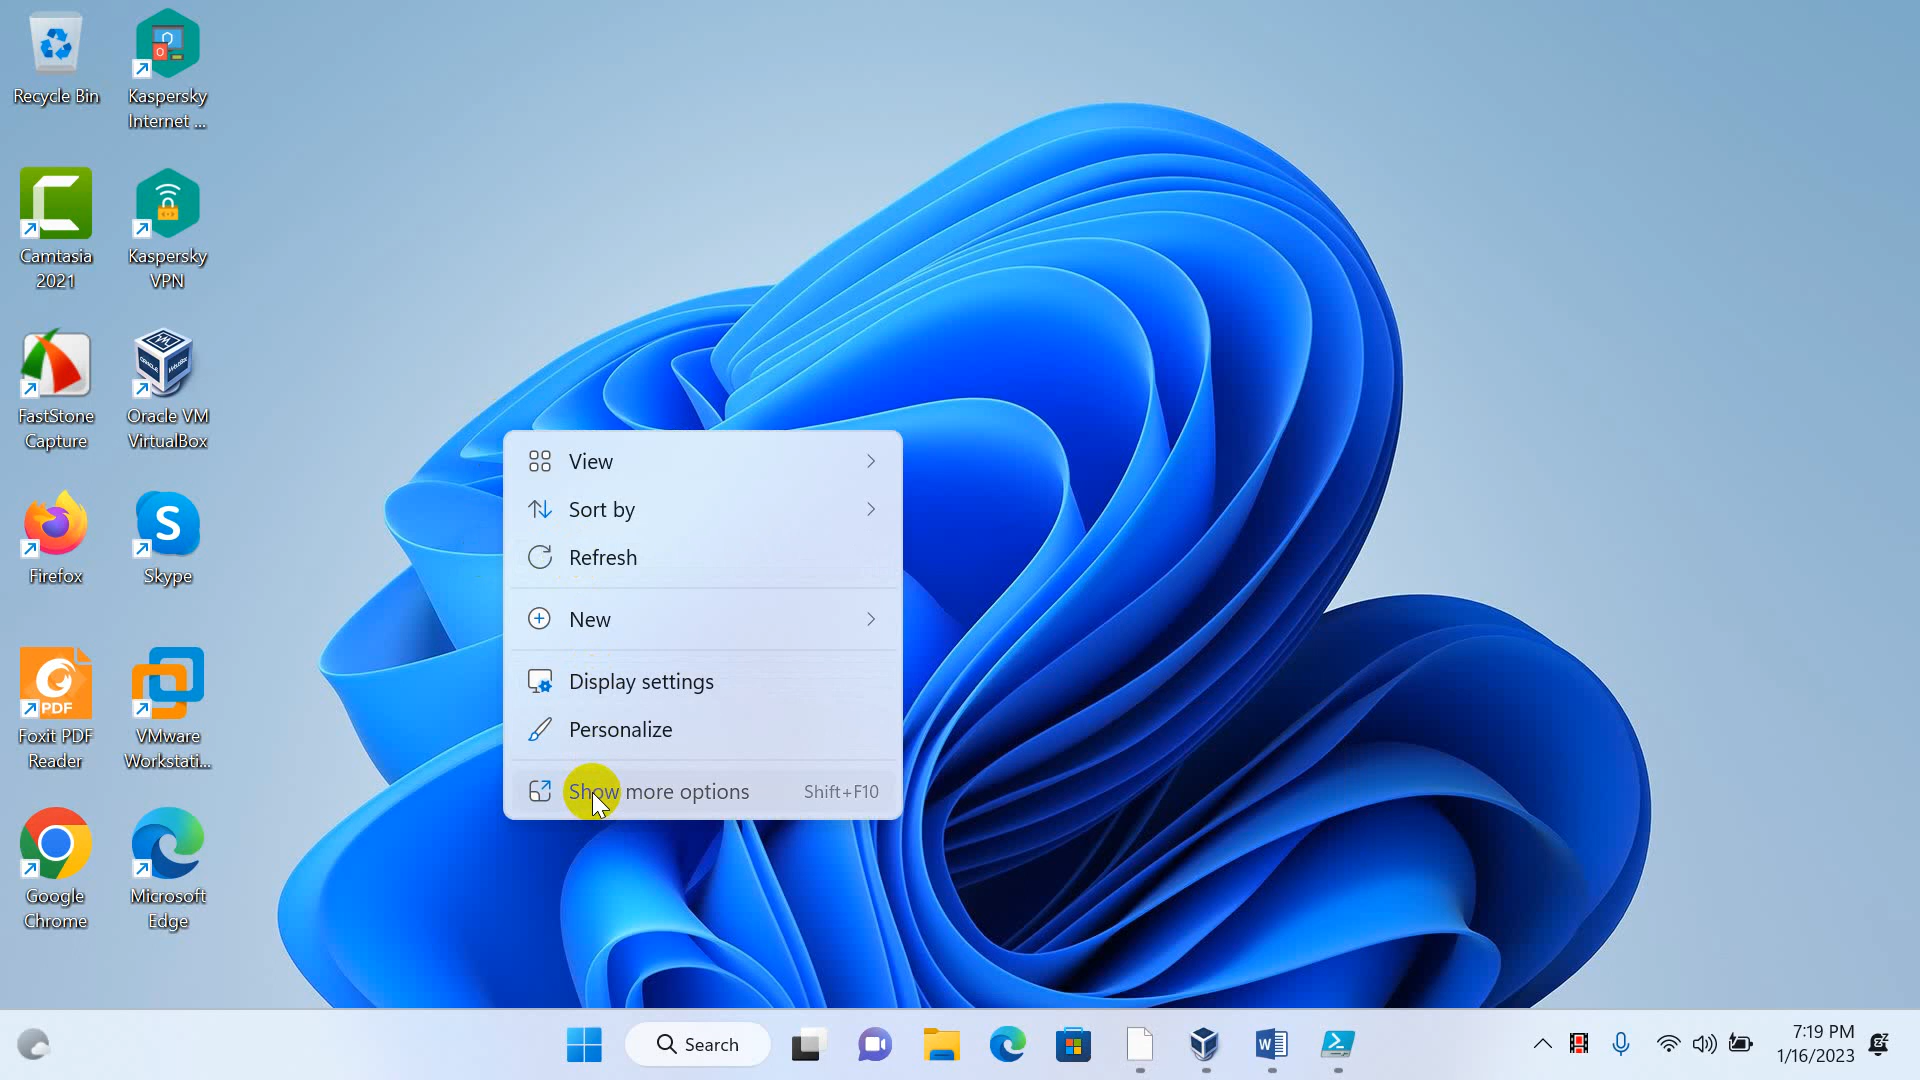 Recycle Bin
Kaspersky
Internet ...
Camtasia
2021
Kaspersky
VPN
FastStone
Capture
Oracle VM
VirtualBox
Firefox
Skype
PDF
Foxit PDF
Reader
VMware
Workstati...
Google
Chrome
Microsoft
Edge
View
Sort by
Refresh
New
Display settings
Personalize
Show more options Shift+F10
Search
7:19 PM
1/16/2023